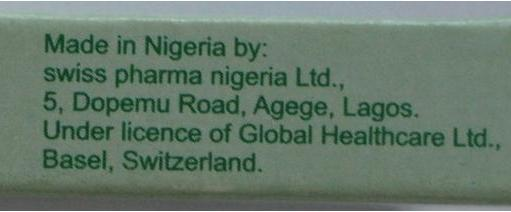 Made in Nigeria by:
swiss pharma nigeria Ltd.,
5, Dopemu Road, Agege, Lagos.
Under licence of Global Healthcare Ltd.,
Basel, Switzerland.